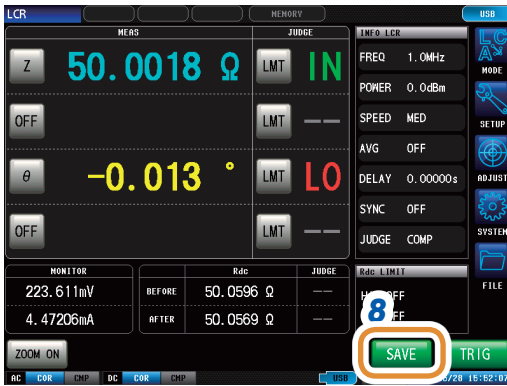 LCR MEMORY USB
MEAS JUDGE INFO LCR
Z 50.0018 Ω LMT IN
FREQ 1.0MHz
MODE
POWER 0.0dBm
OFF LMT --
SPEED MED
SETUP
AVG OFF
θ -0.013 ° LMT LO
DELAY 0.00000s
ADJUST
SYNC OFF
OFF LMT --
JUDGE COMP
SYSTEM
MONITOR Rdc JUDGE Rdc LIMIT
223.611mV BEFORE 50.0596 Ω --
FILE
4.47206mA AFTER 50.0569 Ω --
8
ZOOM ON SAVE TRIG
AC COR CMP DC COR CMP USB 15:52:07